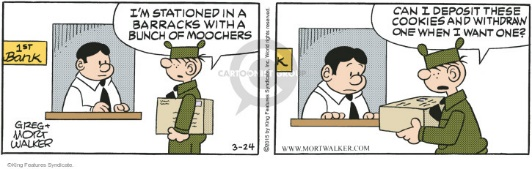 1ST
Bank
I'M STATIONED IN A
BARRACKS WITH A
BUNCH OF MOOCHERS
GREG+
MORT
WALKER
3-24
©King Features Syndicate.
©2015 by King Features Syndicate, Inc. World rights reserved.
K
CAN I DEPOSIT THESE
COOKIES AND WITHDRAW
ONE WHEN I WANT ONE?
WWW.MORTWALKER.COM